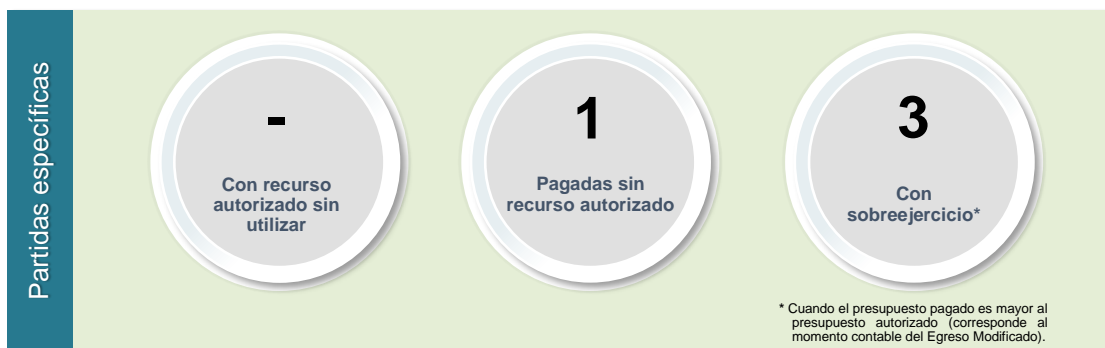 Partidas específicas
-
Con recurso
autorizado sin
utilizar
1
Pagadas sin
recurso autorizado
3
Con
sobreejercicio*
* Cuando el presupuesto pagado es mayor al
presupuesto autorizado (corresponde al
momento contable del Egreso Modificado).